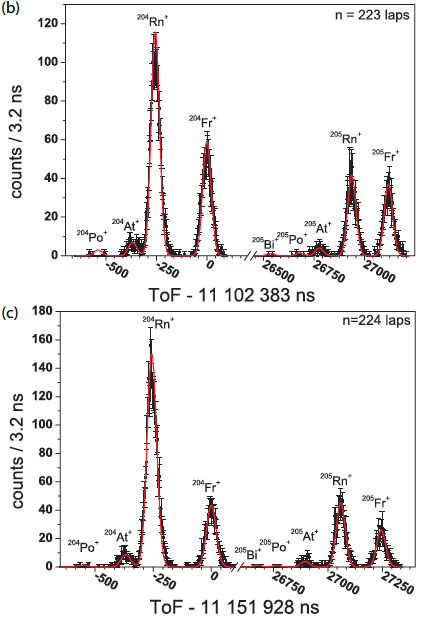 (b)
n = 223 laps
²⁰⁴Rn⁺
²⁰⁴Fr⁺
²⁰⁵Rn⁺
²⁰⁵Fr⁺
²⁰⁴Po⁺
²⁰⁴At⁺
²⁰⁵Bi⁺
²⁰⁵Po⁺
²⁰⁵At⁺
counts / 3.2 ns
120
100
80
60
40
20
0
-500 -250 0 26500 26750 27000
ToF - 11 102 383 ns
(c)
n=224 laps
²⁰⁴Rn⁺
²⁰⁴Fr⁺
²⁰⁵Rn⁺
²⁰⁵Fr⁺
²⁰⁴Po⁺
²⁰⁴At⁺
²⁰⁵Bi⁺
²⁰⁵Po⁺
²⁰⁵At⁺
counts / 3.2 ns
180
160
140
120
100
80
60
40
20
0
-500 -250 0 26750 27000 27250
ToF - 11 151 928 ns